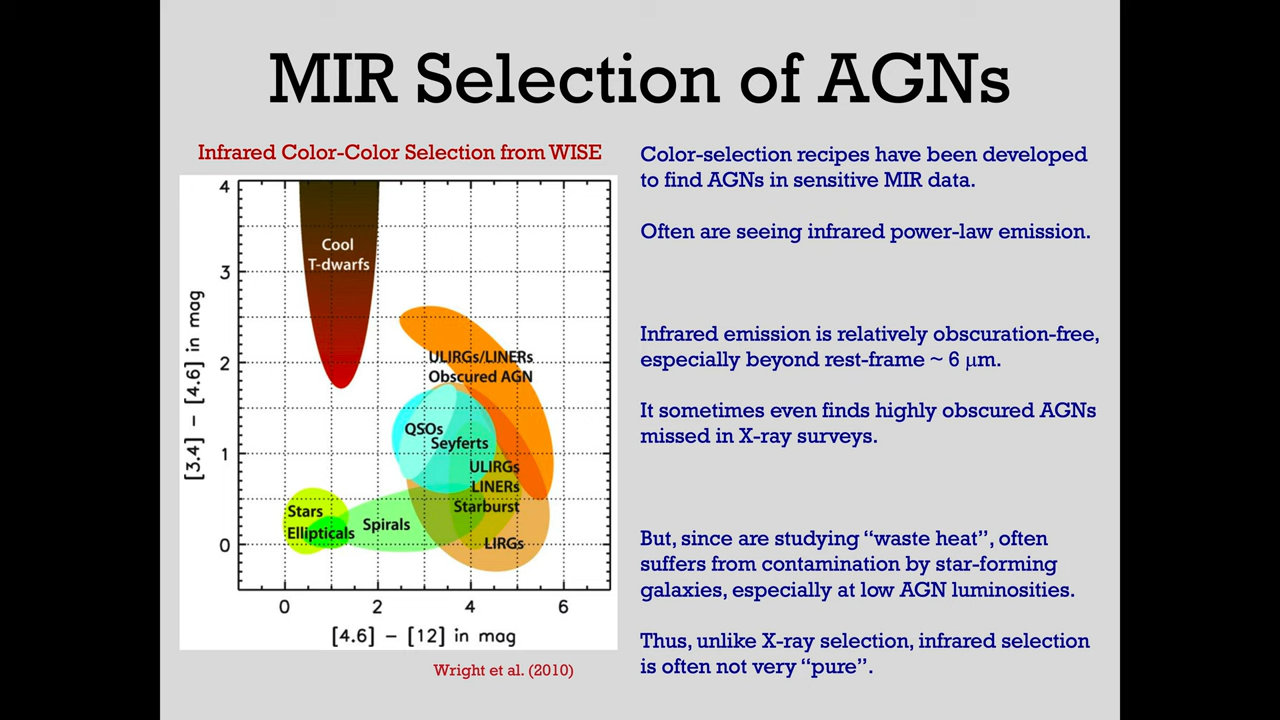 MIR Selection of AGNs
Infrared Color-Color Selection from WISE
4
3
2
1
0
[3.4] – [4.6] in mag
Cool
T-dwarfs
ULIRGs/LINERs
Obscured AGN
QSOs
Seyferts
ULIRGs
LINERs
Starburst
LIRGs
Stars
Ellipticals
Spirals
0 2 4 6
[4.6] – [12] in mag
Wright et al. (2010)
Color-selection recipes have been developed
to find AGNs in sensitive MIR data.
Often are seeing infrared power-law emission.
Infrared emission is relatively obscuration-free,
especially beyond rest-frame ~ 6 μm.
It sometimes even finds highly obscured AGNs
missed in X-ray surveys.
But, since are studying “waste heat”, often
suffers from contamination by star-forming
galaxies, especially at low AGN luminosities.
Thus, unlike X-ray selection, infrared selection
is often not very “pure”.